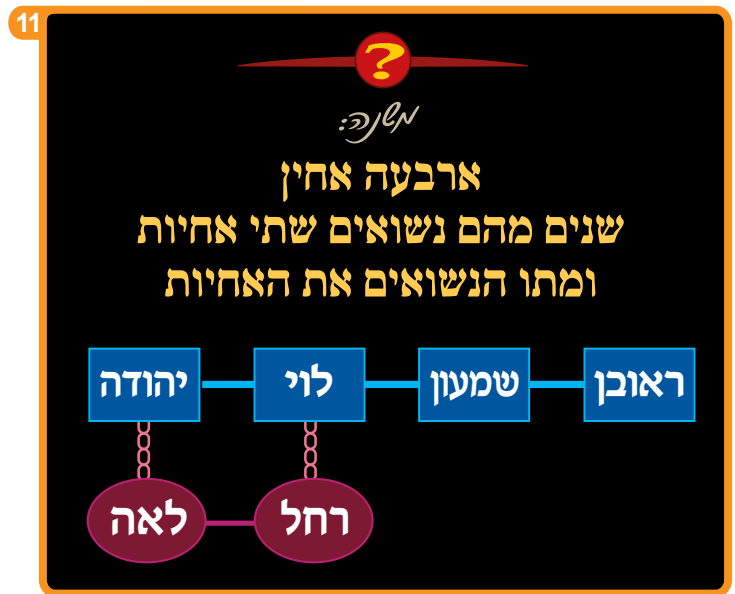 11
?
משנה:
ארבעה אחין
שנים מהם נשואים שתי אחיות
ומתו הנשואים את האחיות
ראובן שמעון לוי יהודה
רחל לאה